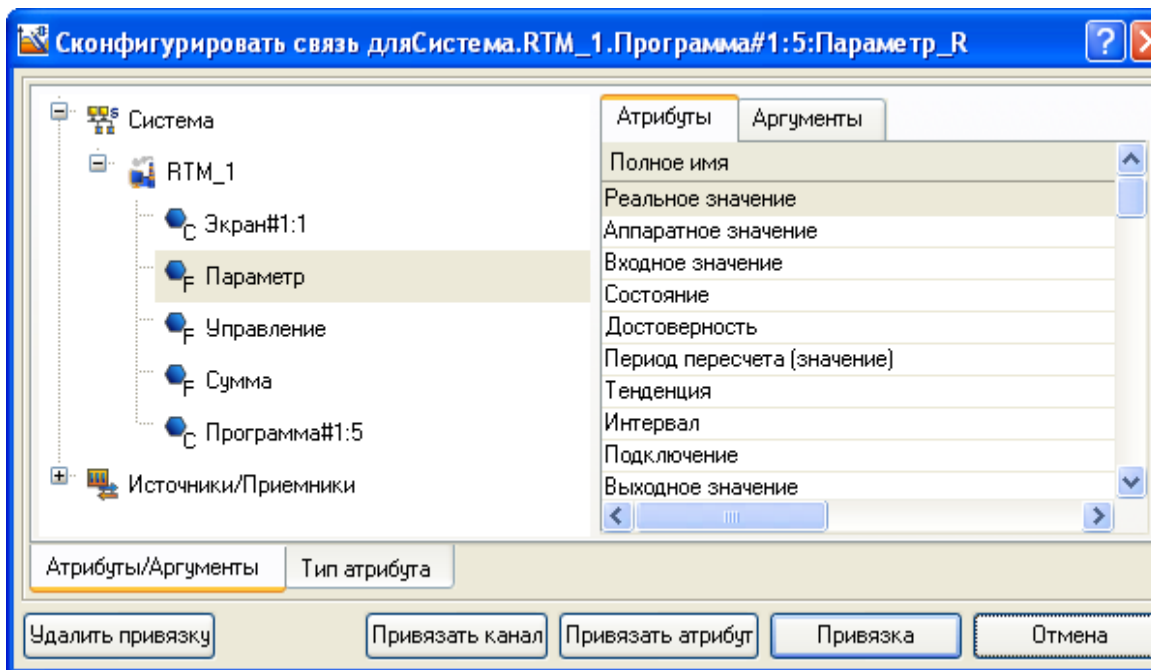 Сконфигурировать связь дляСистема.RTM_1.Программа#1:5:Параметр_R
Система
RTM_1
Экран#1:1
Параметр
Управление
Сумма
Программа#1:5
Источники/Приемники
Атрибуты Аргументы
Полное имя
Реальное значение
Аппаратное значение
Входное значение
Состояние
Достоверность
Период пересчета (значение)
Тенденция
Интервал
Подключение
Выходное значение
Атрибуты/Аргументы Тип атрибута
Удалить привязку Привязать канал Привязать атрибут Привязка Отмена